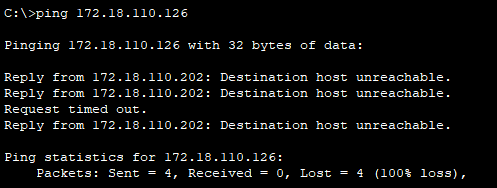 C:\>ping 172.18.110.126
Pinging 172.18.110.126 with 32 bytes of data:
Reply from 172.18.110.202: Destination host unreachable.
Reply from 172.18.110.202: Destination host unreachable.
Request timed out.
Reply from 172.18.110.202: Destination host unreachable.
Ping statistics for 172.18.110.126:
    Packets: Sent = 4, Received = 0, Lost = 4 (100% loss),